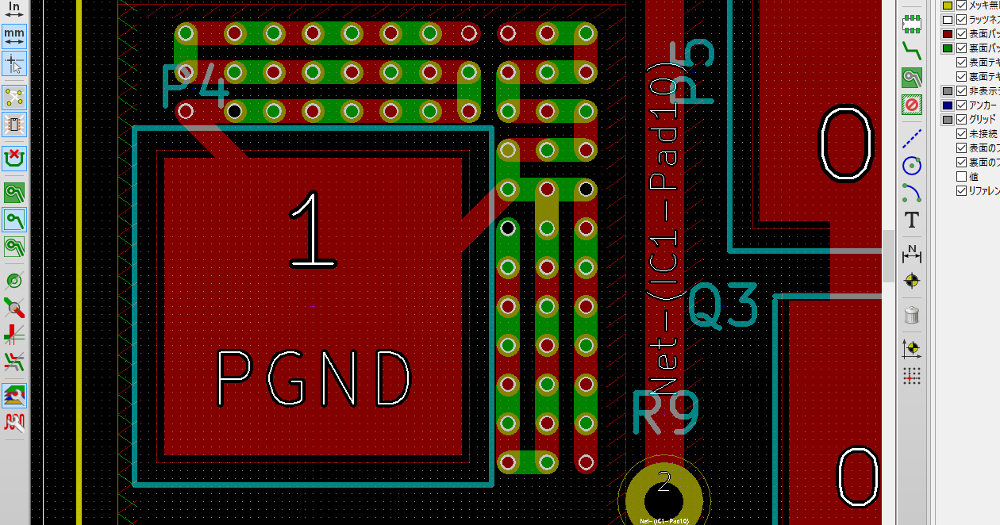 In
mm
P4
P5
1
PGND
Net-(IC1-Pad10)
Q3
R9
2
Net-(IC1-Pad10)
0
0
T
N
メッキ無
ラッツネ
表面パッ
裏面パッ
表面テキ
裏面テキ
非表示テ
アンカー
グリッド
未接続
表面のフ
裏面のフ
値
リファレン